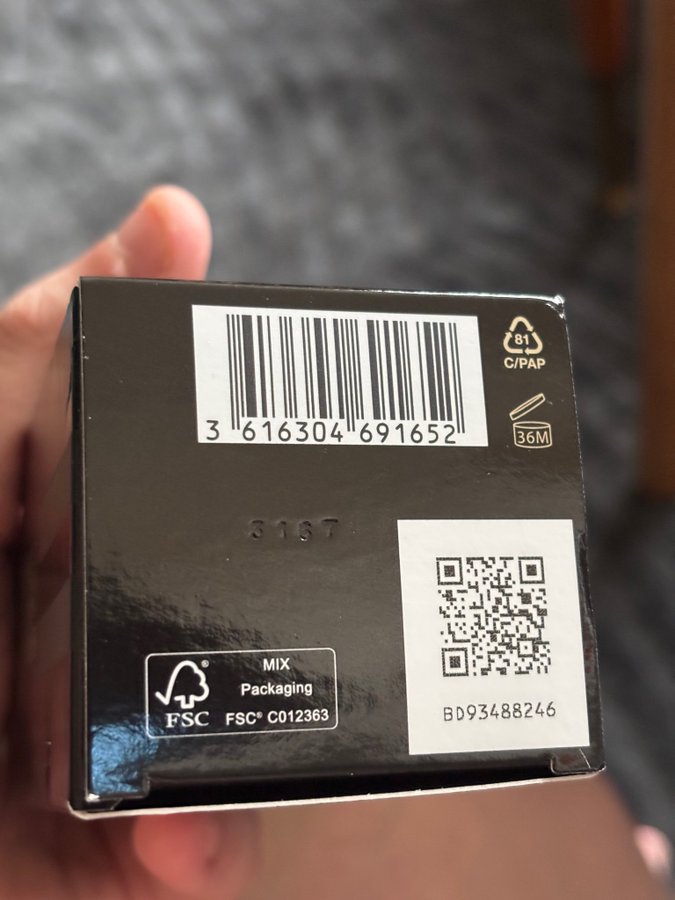 3 616304 691652
81
C/PAP
36M
3167
MIX
Packaging
FSC® C012363
FSC
BD93488246